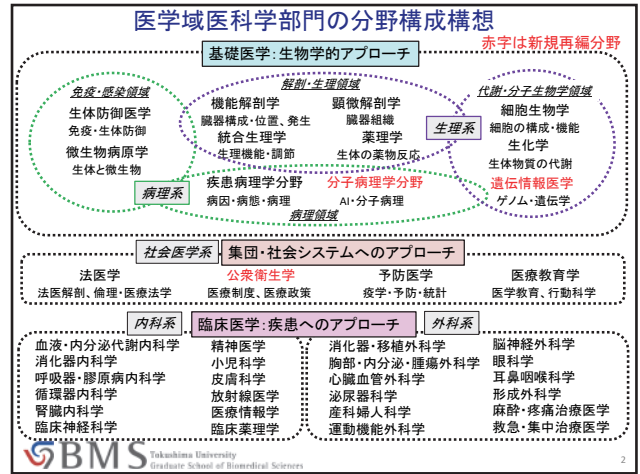 医学域医科学部門の分野構成構想
赤字は新規再編分野
基礎医学：生物学的アプローチ
免疫・感染領域
生体防御医学
免疫・生体防御
微生物病原学
生体と微生物
解剖・生理領域
機能解剖学
臓器構成・位置、発生
統合生理学
生理機能・調節
顕微解剖学
臓器組織
薬理学
生体の薬物反応
生理系
代謝・分子生物学領域
細胞生物学
細胞の構成・機能
生化学
生体物質の代謝
遺伝情報医学
ゲノム・遺伝学
病理系
疾患病理学分野
病因・病態・病理
分子病理学分野
AI・分子病理
病理領域
社会医学系
集団・社会システムへのアプローチ
法医学
法医解剖、倫理・医療法学
公衆衛生学
医療制度、医療政策
予防医学
疫学・予防・統計
医療教育学
医学教育、行動科学
内科系
臨床医学：疾患へのアプローチ
外科系
血液・内分泌代謝内科学
消化器内科学
呼吸器・膠原病内科学
循環器内科学
腎臓内科学
臨床神経科学
精神医学
小児科学
皮膚科学
放射線医学
医療情報学
臨床薬理学
消化器・移植外科学
胸部・内分泌・腫瘍外科学
心臓血管外科学
泌尿器科学
産科婦人科学
運動機能外科学
脳神経外科学
眼科学
耳鼻咽喉科学
形成外科学
麻酔・疼痛治療医学
救急・集中治療医学
BMS
Tokushima University
Graduate School of Biomedical Sciences
2